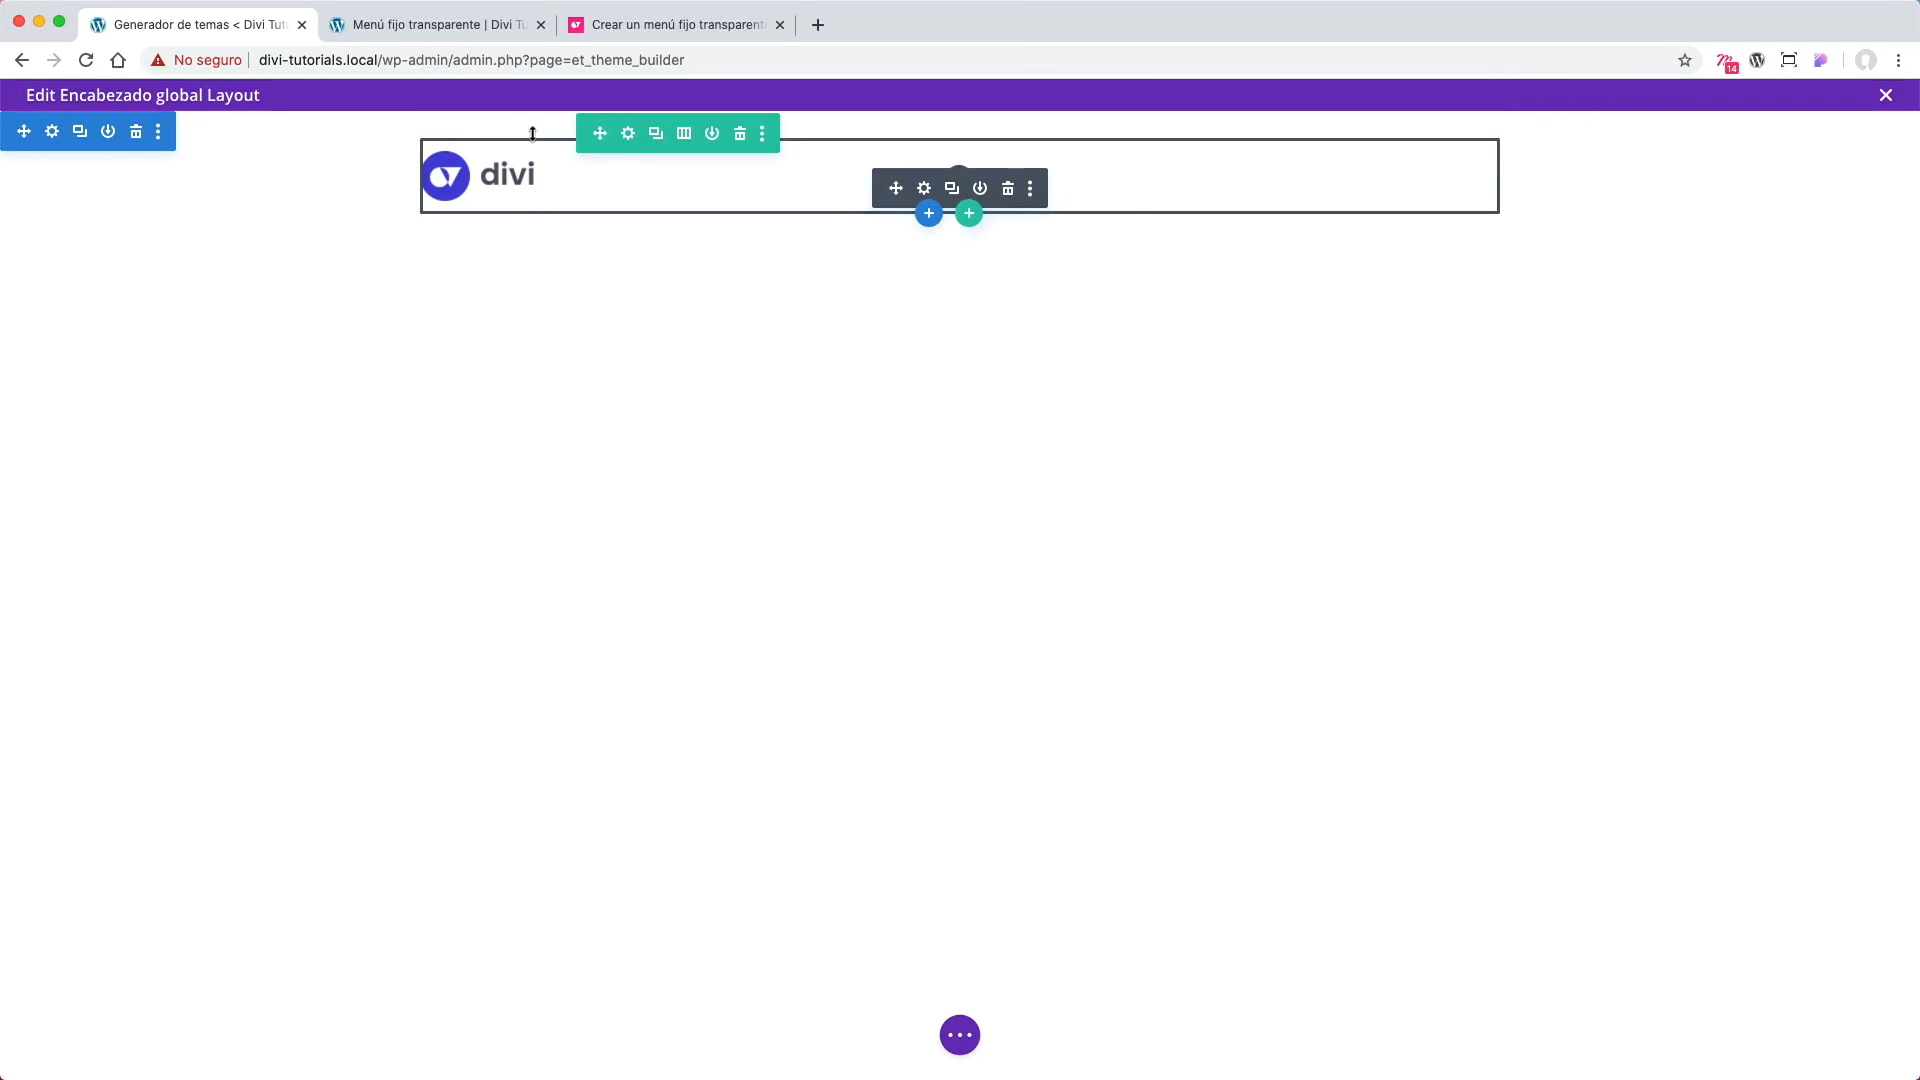 Generador de temas < Divi Tut
Menú fijo transparente | Divi Tu
Crear un menú fijo transparent
No seguro
divi-tutorials.local/wp-admin/admin.php?page=et_theme_builder
14
Edit Encabezado global Layout
divi